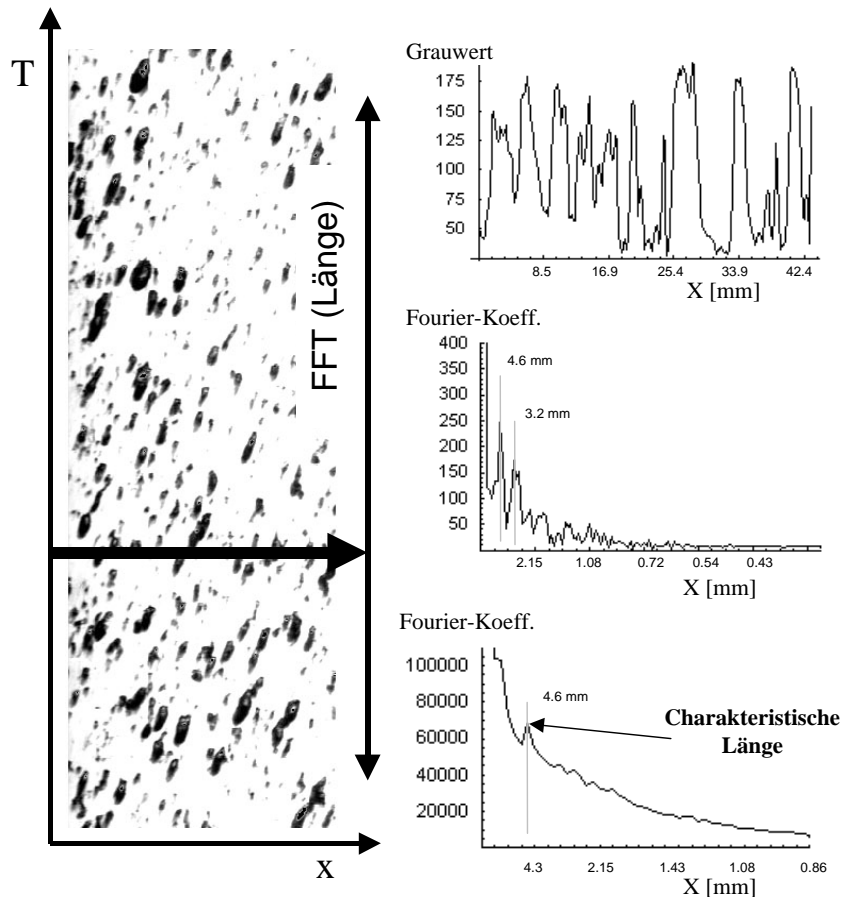 T
FFT (Länge)
x
Grauwert
175
150
125
100
75
50
8.5 16.9 25.4 33.9 42.4
X [mm]
Fourier-Koeff.
400
350
300
250
200
150
100
50
4.6 mm
3.2 mm
2.15 1.08 0.72 0.54 0.43
X [mm]
Fourier-Koeff.
100000
80000
60000
40000
20000
4.6 mm
Charakteristische
Länge
4.3 2.15 1.43 1.08 0.86
X [mm]